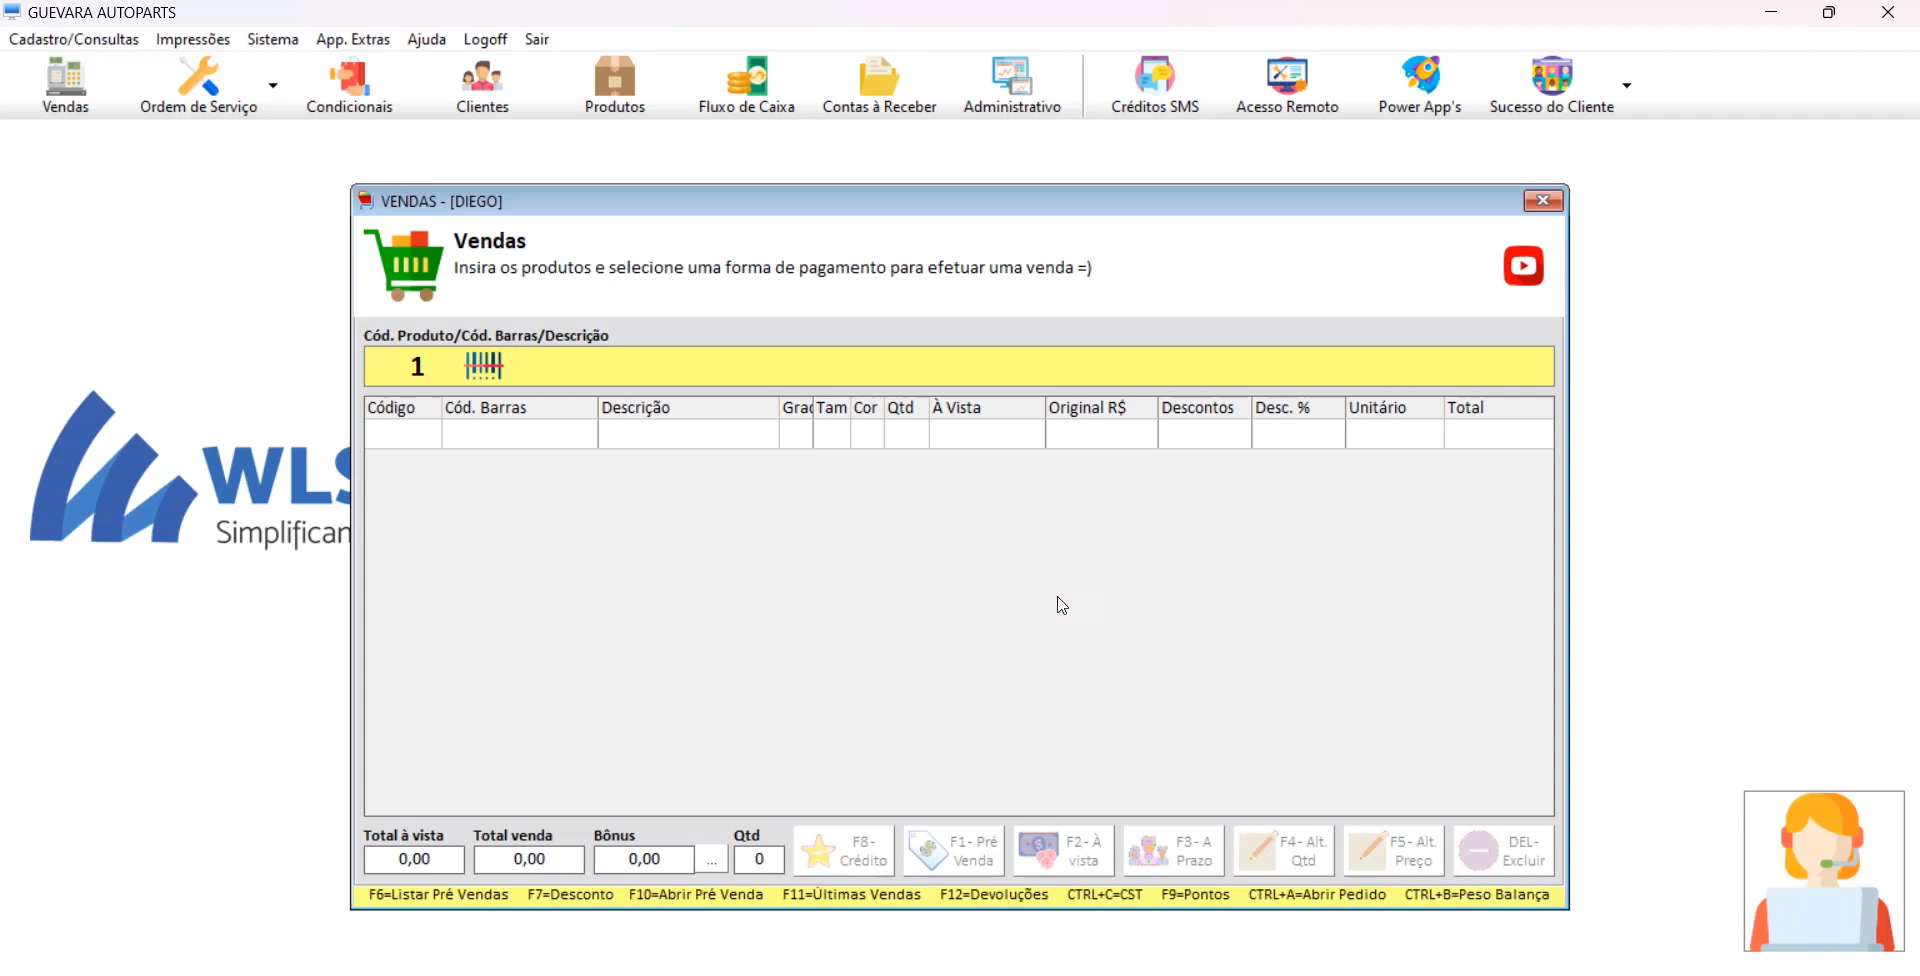 GUEVARA AUTOPARTS
Cadastro/Consultas Impressões Sistema App. Extras Ajuda Logoff Sair
Vendas Ordem de Serviço Condicionais Clientes Produtos Fluxo de Caixa Contas à Receber Administrativo Créditos SMS Acesso Remoto Power App's Sucesso do Cliente
VENDAS - [DIEGO]
Vendas
Insira os produtos e selecione uma forma de pagamento para efetuar uma venda =)
Cód. Produto/Cód. Barras/Descrição
1
Código Cód. Barras Descrição Grad Tam Cor Qtd À Vista Original R$ Descontos Desc. % Unitário Total
WLS
Simplifican
Total à vista Total venda Bônus Qtd
0,00 0,00 0,00 ... 0
F8- Crédito
F1- Pré Venda
F2- À vista
F3- A Prazo
F4- Alt. Qtd
F5- Alt. Preço
DEL- Excluir
F6=Listar Pré Vendas F7=Desconto F10=Abrir Pré Venda F11=Últimas Vendas F12=Devoluções CTRL+C=CST F9=Pontos CTRL+A=Abrir Pedido CTRL+B=Peso Balança